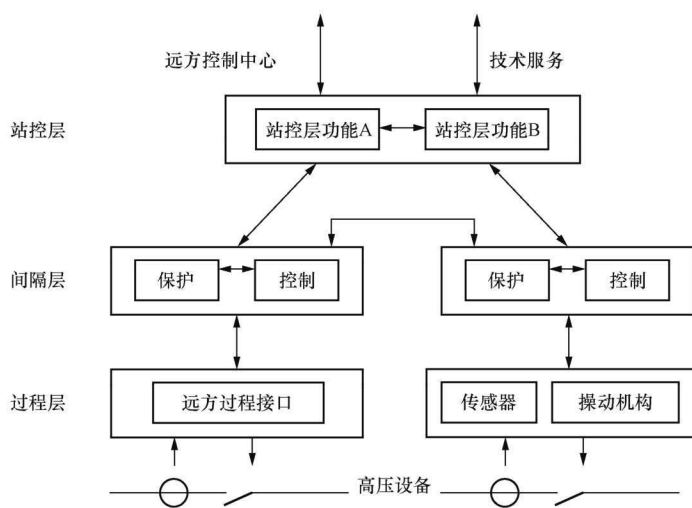 远方控制中心
技术服务
站控层
站控层功能A
站控层功能B
间隔层
保护
控制
保护
控制
过程层
远方过程接口
传感器
操动机构
高压设备